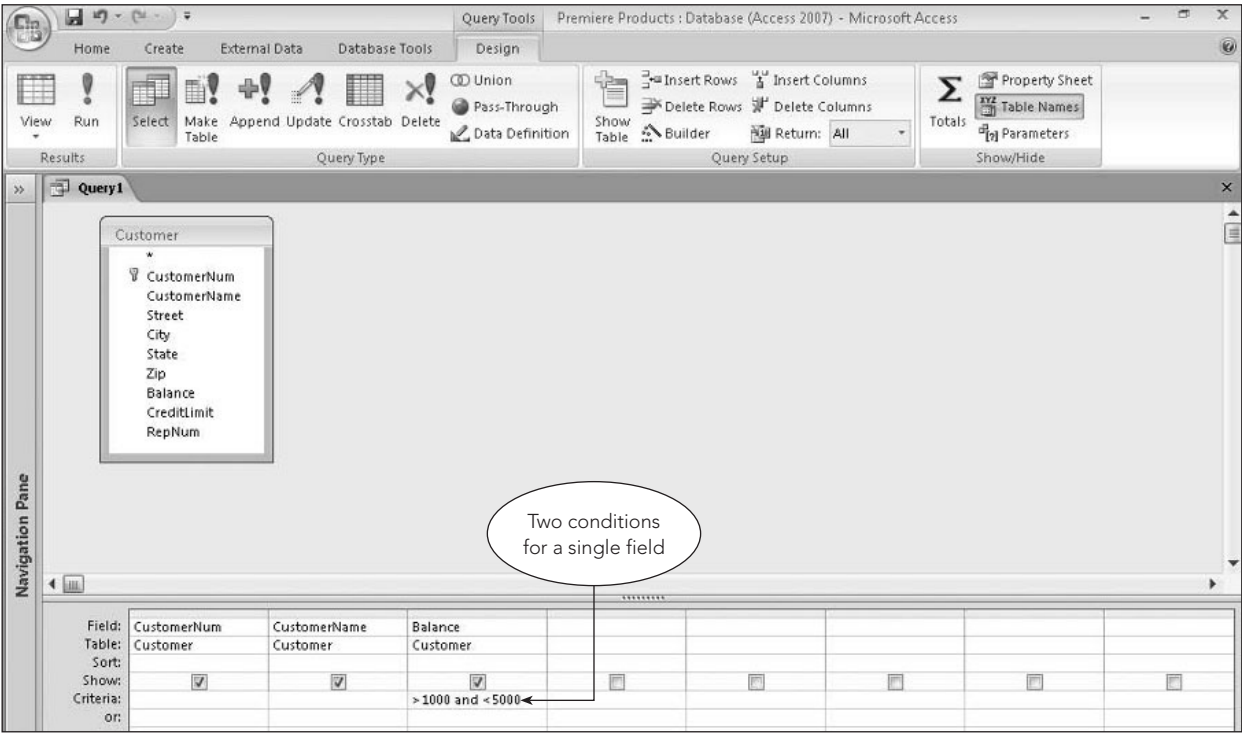 Query Tools Premiere Products : Database (Access 2007) - Microsoft Access
Home Create External Data Database Tools Design
View
Run
Select
Make Table
Append
Update
Crosstab
Delete
Union
Pass-Through
Data Definition
Show Table
Insert Rows
Delete Rows
Builder
Insert Columns
Delete Columns
Return: All
Totals
Property Sheet
Table Names
Parameters
Results Query Type Query Setup Show/Hide
Query1
Navigation Pane
Customer
*
CustomerNum
CustomerName
Street
City
State
Zip
Balance
CreditLimit
RepNum
Two conditions
for a single field
Field: CustomerNum CustomerName Balance
Table: Customer Customer Customer
Sort:
Show:
Criteria: >1000 and <5000
or: